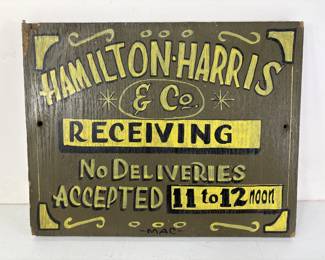 HAMILTON·HARRIS
& Co.
RECEIVING
No DELIVERIES
ACCEPTED 11 to 12 noon
-MAC-